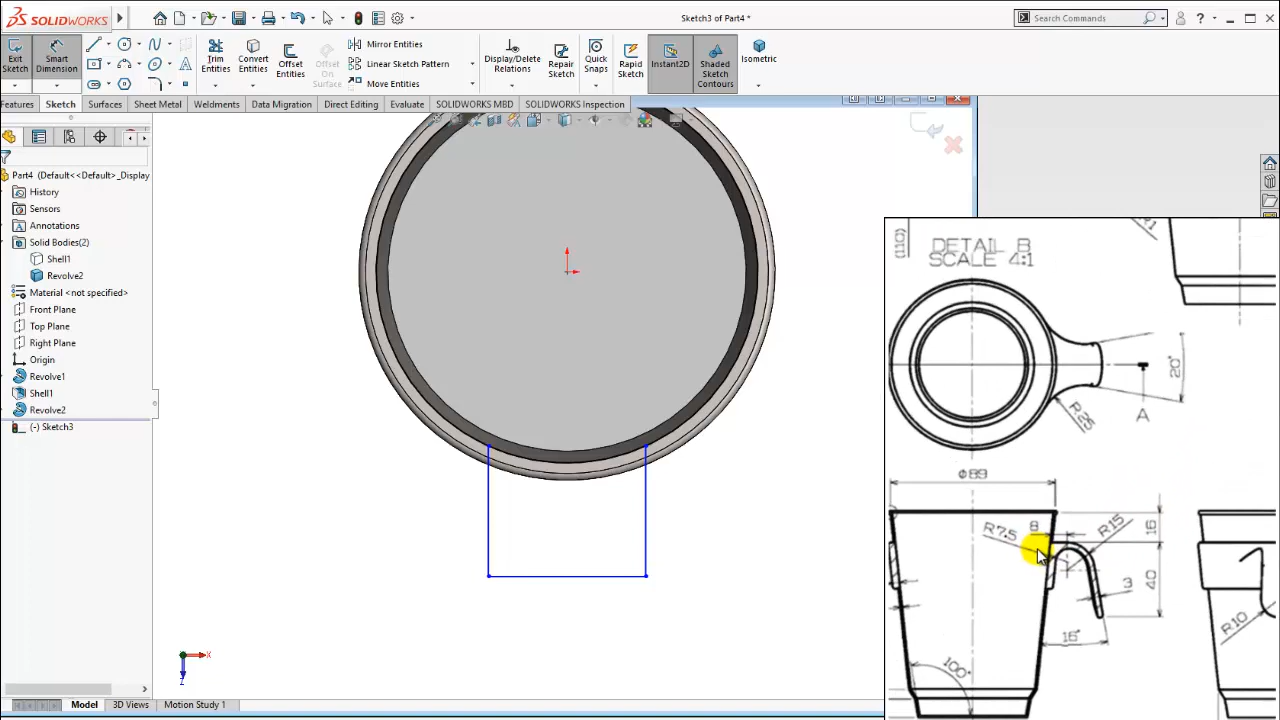 SOLIDWORKS
Sketch3 of Part4 *
Search Commands
Exit Sketch
Smart Dimension
Trim Entities
Convert Entities
Offset Entities
Offset On Surface
Mirror Entities
Linear Sketch Pattern
Move Entities
Display/Delete Relations
Repair Sketch
Quick Snaps
Rapid Sketch
Instant2D
Shaded Sketch Contours
Isometric
Features
Sketch
Surfaces
Sheet Metal
Weldments
Data Migration
Direct Editing
Evaluate
SOLIDWORKS MBD
SOLIDWORKS Inspection
Part4 (Default<<Default>_Display
History
Sensors
Annotations
Solid Bodies(2)
Shell1
Revolve2
Material <not specified>
Front Plane
Top Plane
Right Plane
Origin
Revolve1
Shell1
Revolve2
(-) Sketch3
X
Z
(110)
DETAIL B
SCALE 4:1
R1
20°
A
R25
Φ89
R7.5
8
R15
16
40
3
16°
R10
100°
Model
3D Views
Motion Study 1